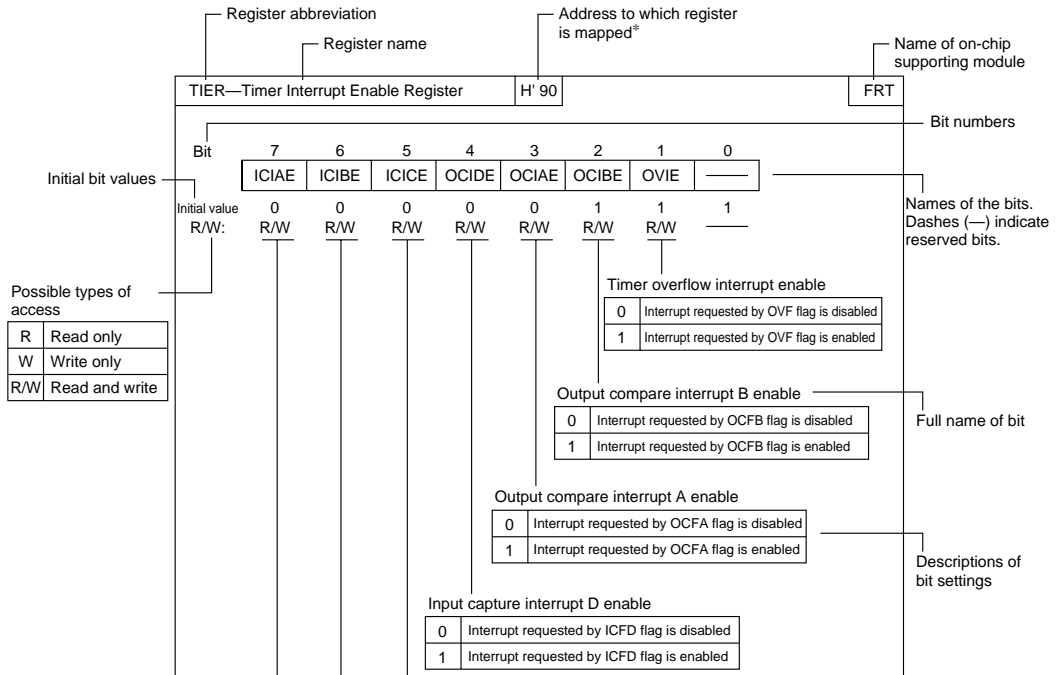 Register abbreviation
Register name
Address to which register
is mapped*
Name of on-chip
supporting module
TIER—Timer Interrupt Enable Register
H' 90
FRT
Bit numbers
Bit
7 6 5 4 3 2 1 0
Initial bit values
ICIAE ICIBE ICICE OCIDE OCIAE OCIBE OVIE —
Names of the bits.
Dashes (—) indicate
reserved bits.
Initial value 0 0 0 0 0 1 1 1
R/W: R/W R/W R/W R/W R/W R/W R/W —
Possible types of
access
R Read only
W Write only
R/W Read and write
Timer overflow interrupt enable
0 Interrupt requested by OVF flag is disabled
1 Interrupt requested by OVF flag is enabled
Output compare interrupt B enable
0 Interrupt requested by OCFB flag is disabled
1 Interrupt requested by OCFB flag is enabled
Full name of bit
Output compare interrupt A enable
0 Interrupt requested by OCFA flag is disabled
1 Interrupt requested by OCFA flag is enabled
Descriptions of
bit settings
Input capture interrupt D enable
0 Interrupt requested by ICFD flag is disabled
1 Interrupt requested by ICFD flag is enabled